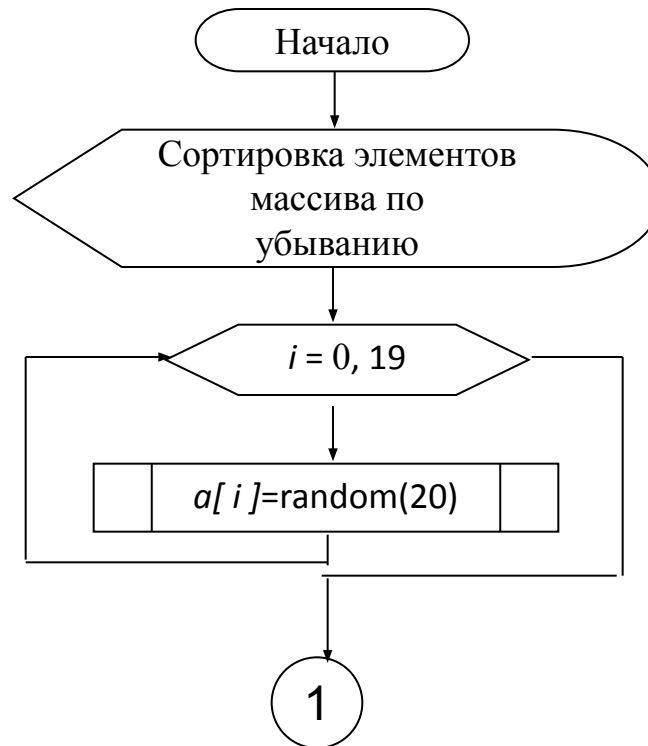 Начало
Сортировка элементов
массива по
убыванию
i = 0, 19
a[ i ]=random(20)
1